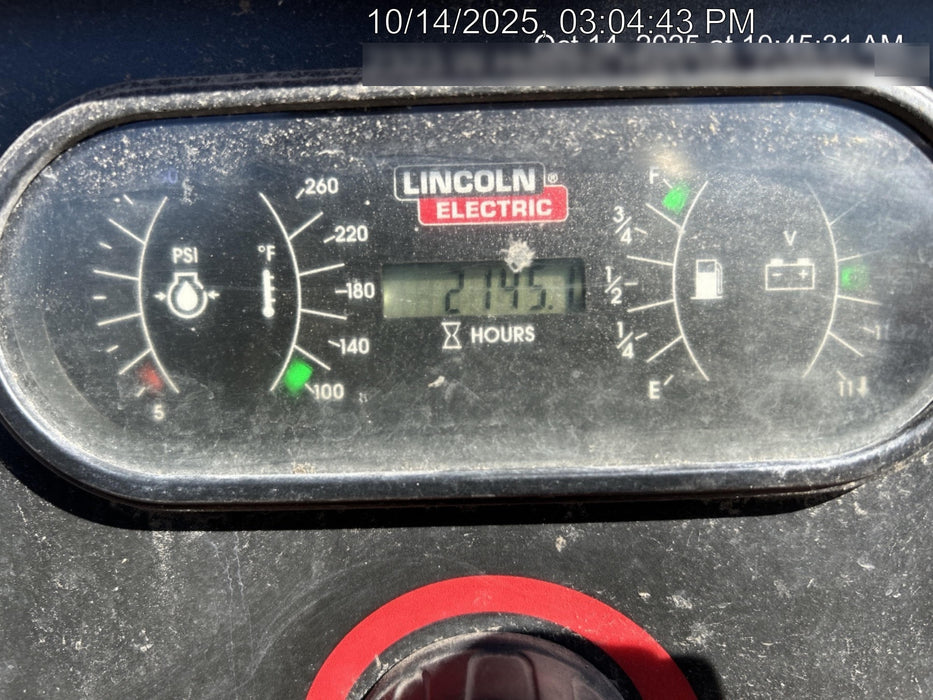 10/14/2025, 03:04:43 PM
Oct 14, 2025 at 10:45:31 AM
LINCOLN®
ELECTRIC
PSI
5
°F
260
220
180
140
100
2145.1
HOURS
F
3/4
1/2
1/4
E
V
- +